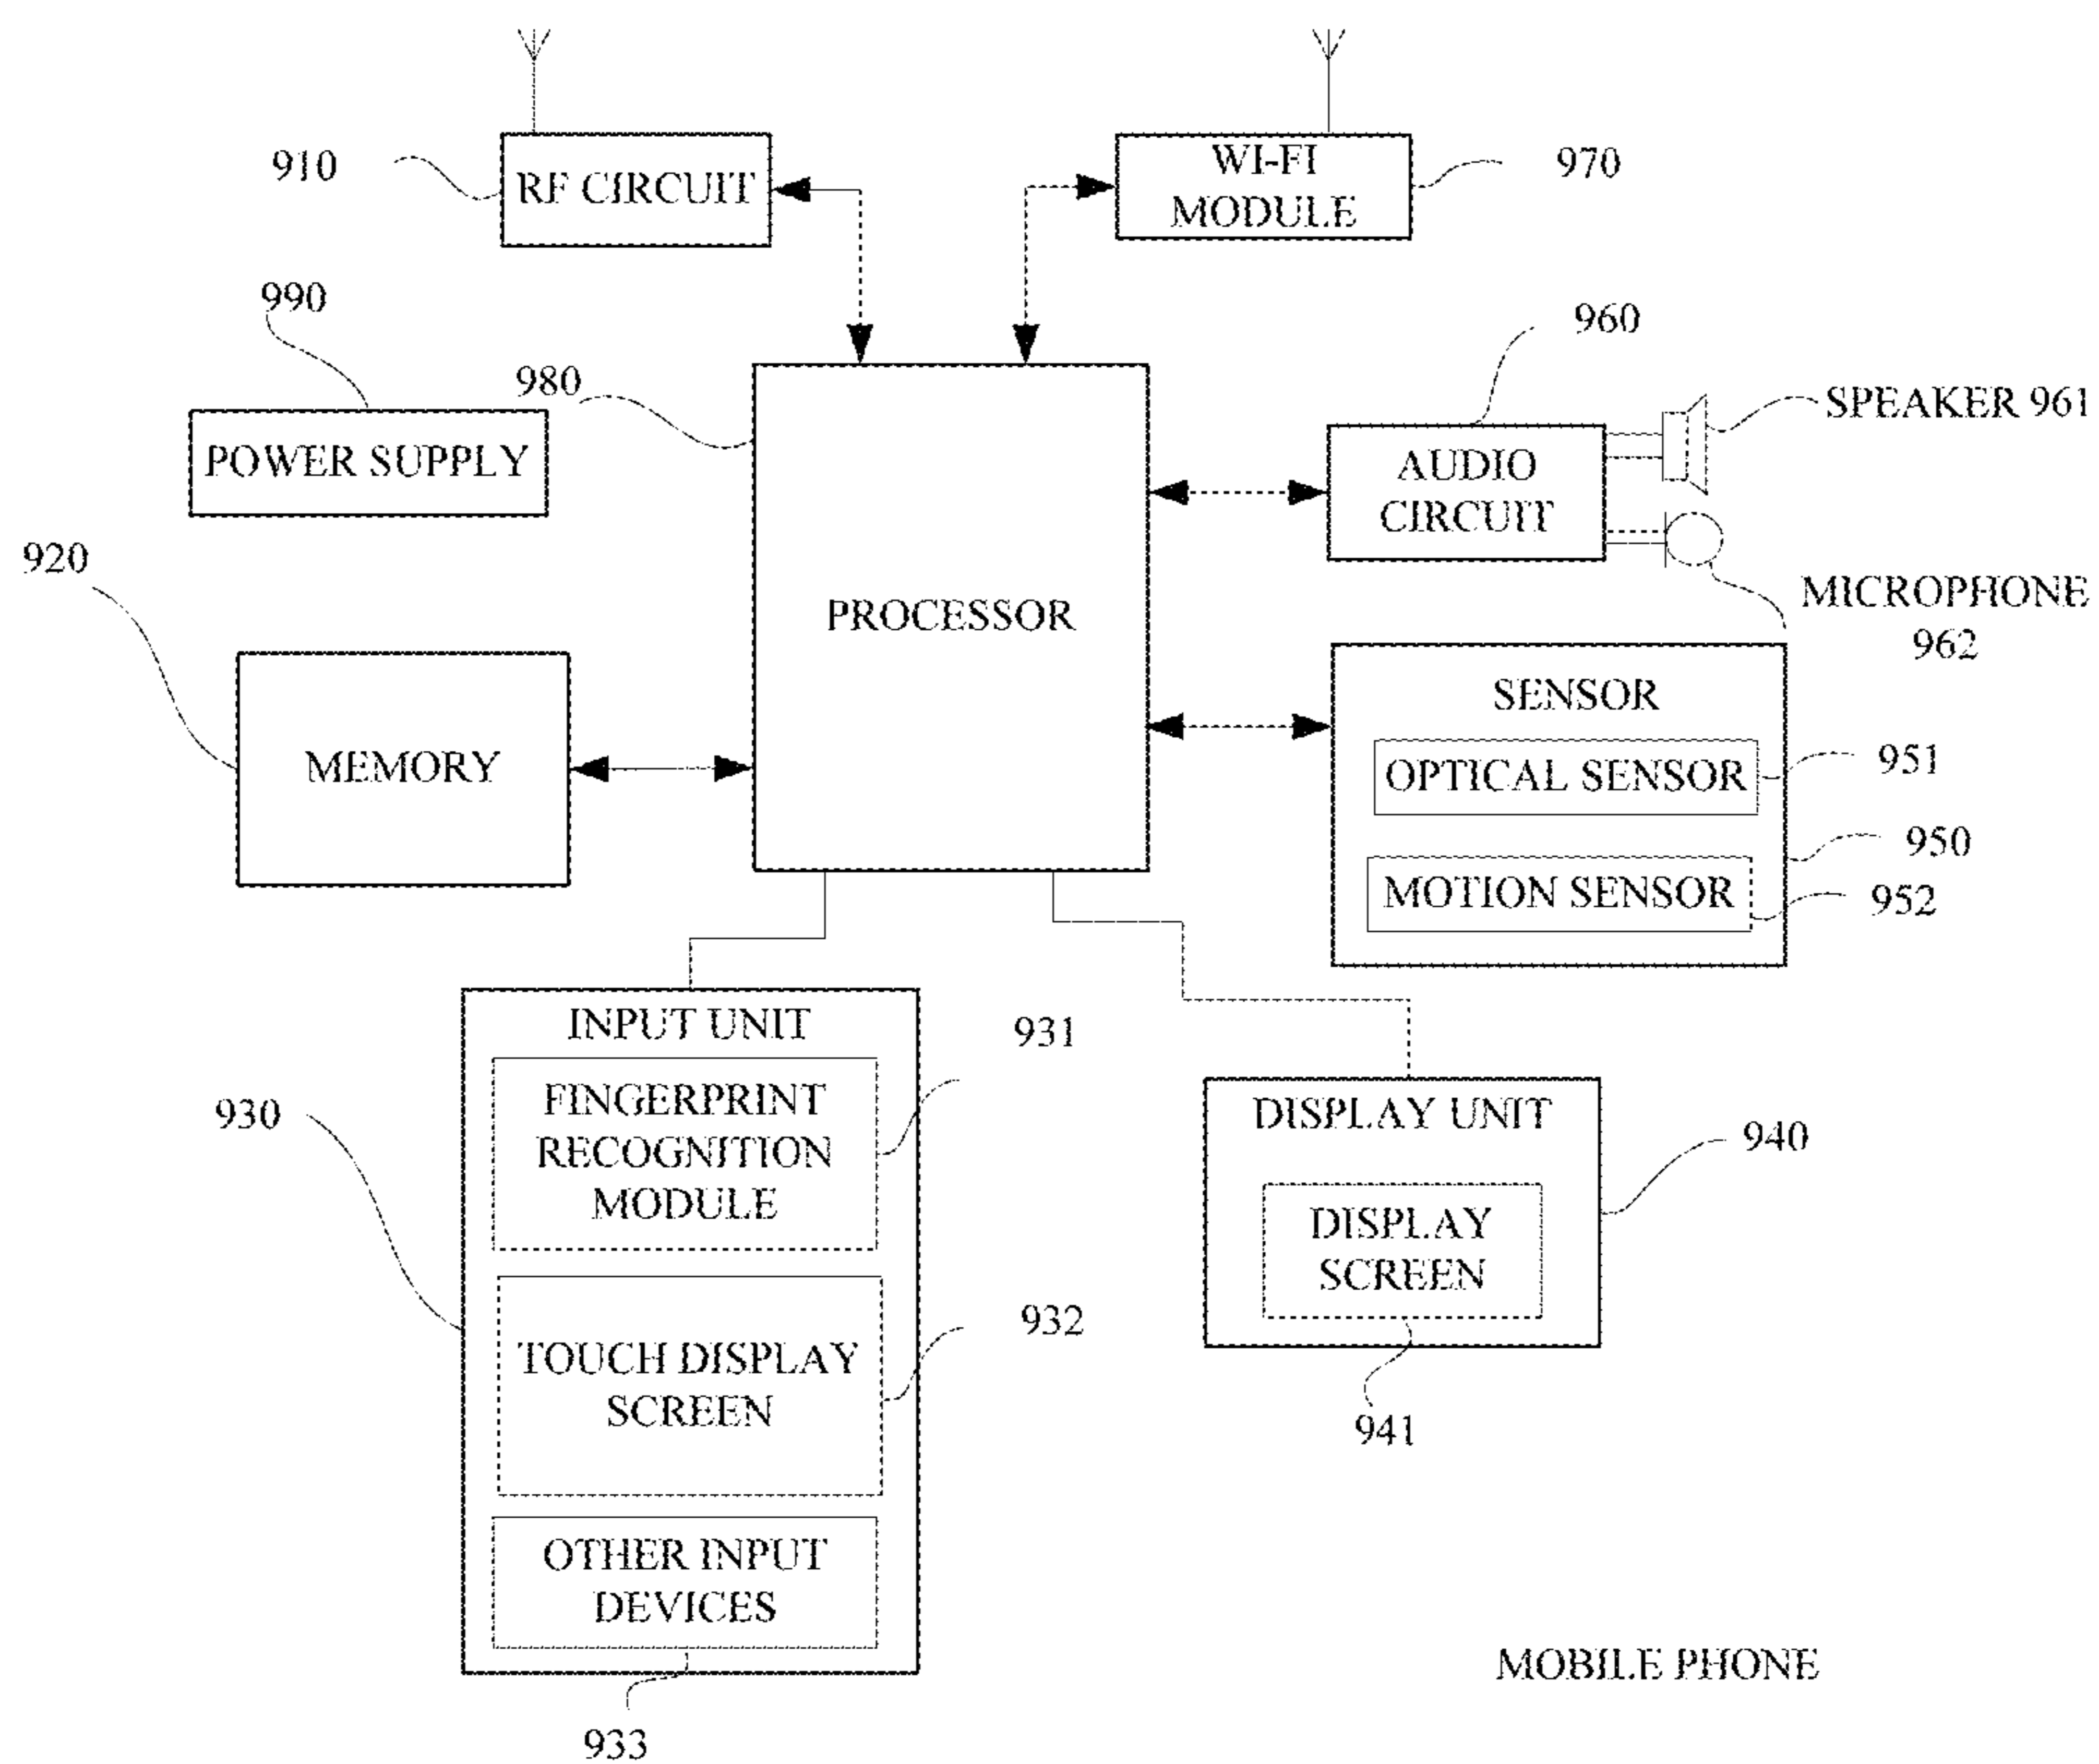 910
RF CIRCUIT
WI-FI
MODULE
970
990
980
960
POWER SUPPLY
SPEAKER 961
AUDIO
CIRCUIT
920
MICROPHONE
962
PROCESSOR
MEMORY
SENSOR
OPTICAL SENSOR
951
950
MOTION SENSOR
952
INPUT UNIT
931
FINGERPRINT
RECOGNITION
MODULE
930
DISPLAY UNIT
940
DISPLAY
SCREEN
932
TOUCH DISPLAY
SCREEN
941
OTHER INPUT
DEVICES
933
MOBILE PHONE